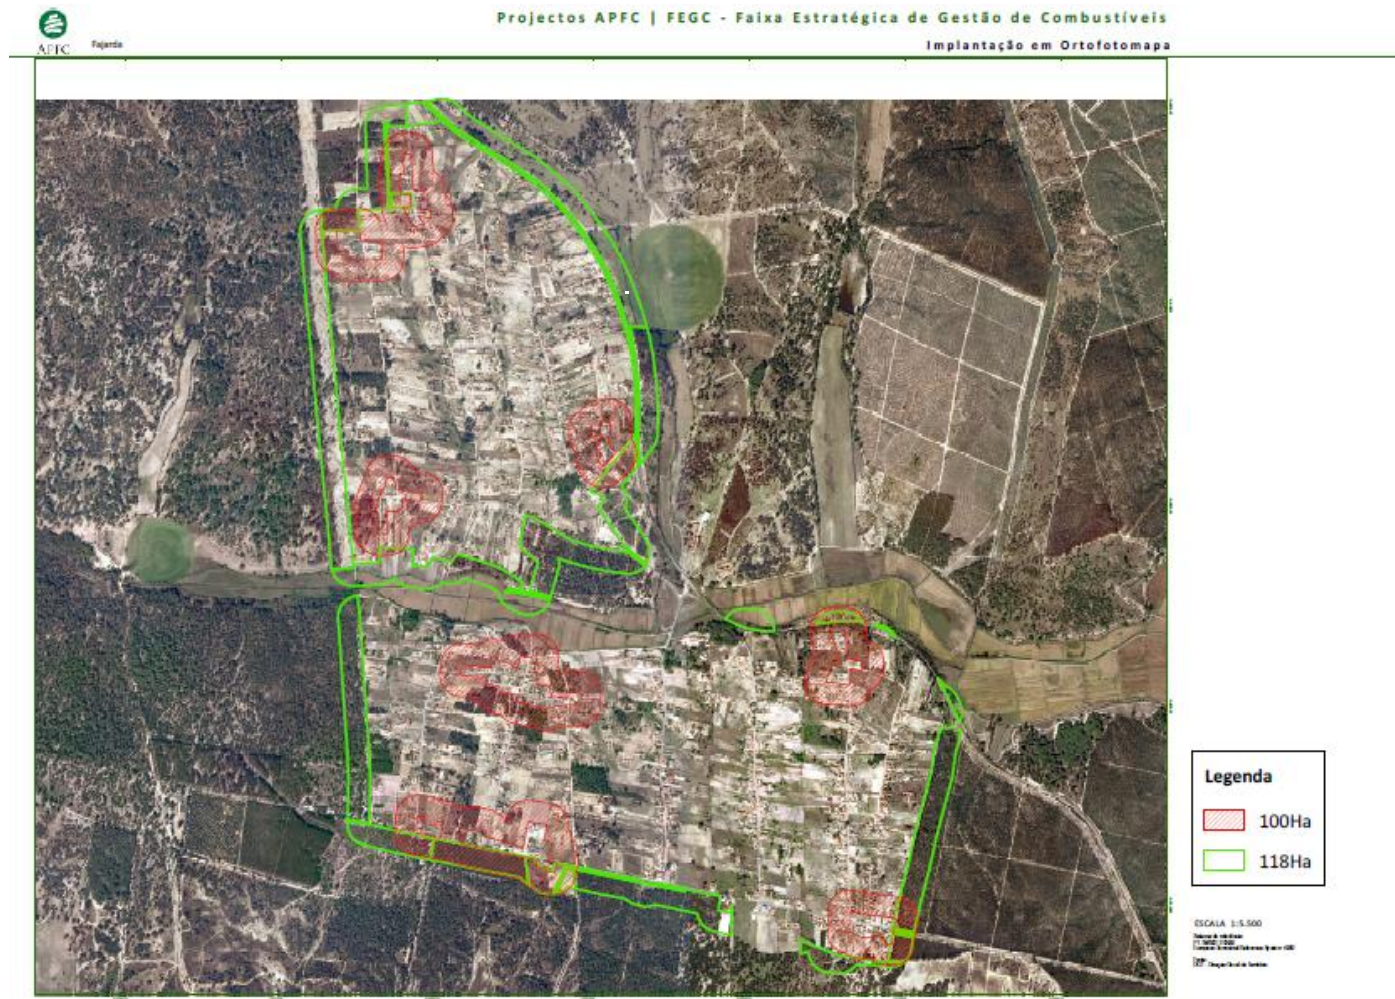 Projectos APFC | FEGC - Faixa Estratégica de Gestão de Combustíveis
APFC
Fajarda
Implantação em Ortofotomapa
Legenda
100Ha
118Ha
ESCALA 1:5.500